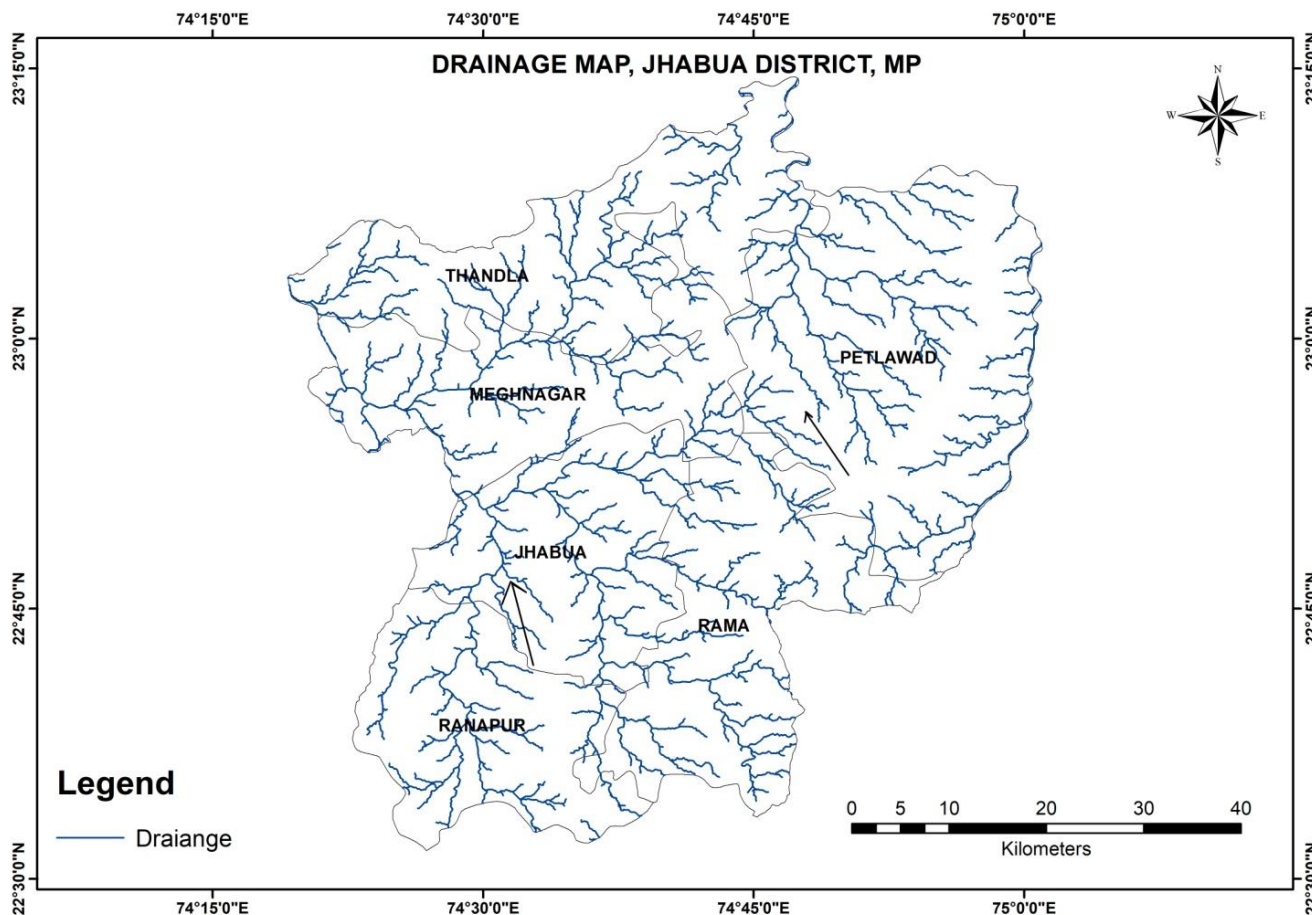 74°15'0"E 74°30'0"E 74°45'0"E 75°0'0"E
DRAINAGE MAP, JHABUA DISTRICT, MP
23°15'0"N 23°15'0"N
N
W E
S
THANDLA
23°0'0"N 23°0'0"N
PETLAWAD
MEGHNAGAR
JHABUA
22°45'0"N 22°45'0"N
RAMA
RANAPUR
Legend
Draiange
0 5 10 20 30 40
Kilometers
22°30'0"N 22°30'0"N
74°15'0"E 74°30'0"E 74°45'0"E 75°0'0"E